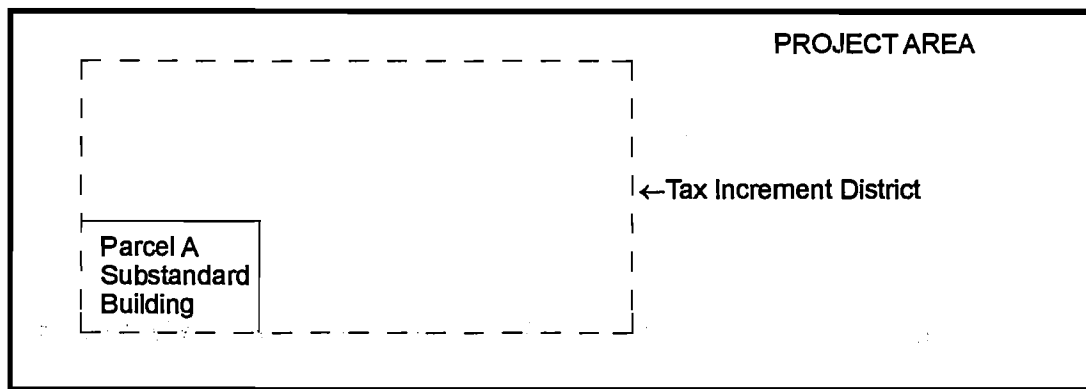 PROJECT AREA
←Tax Increment District
Parcel A
Substandard
Building